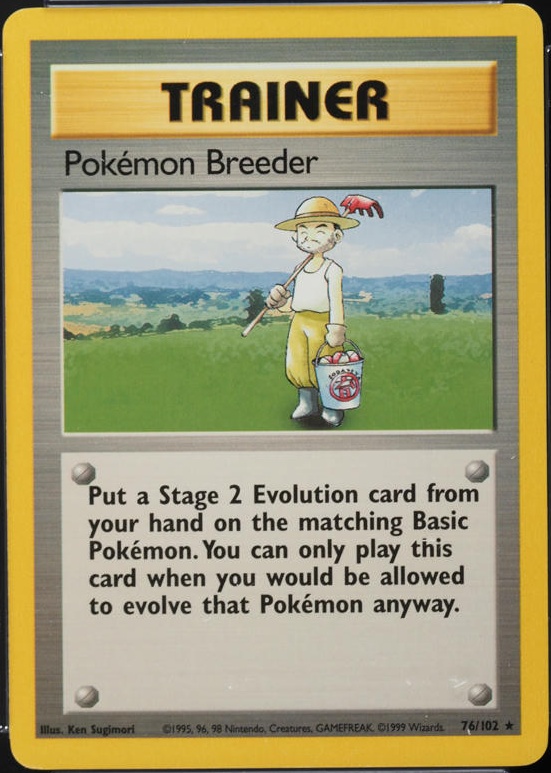 TRAINER
Pokémon Breeder
Put a Stage 2 Evolution card from
your hand on the matching Basic
Pokémon. You can only play this
card when you would be allowed
to evolve that Pokémon anyway.
Illus. Ken Sugimori ©1995, 96, 98 Nintendo, Creatures, GAMEFREAK. ©1999 Wizards. 76/102 ★